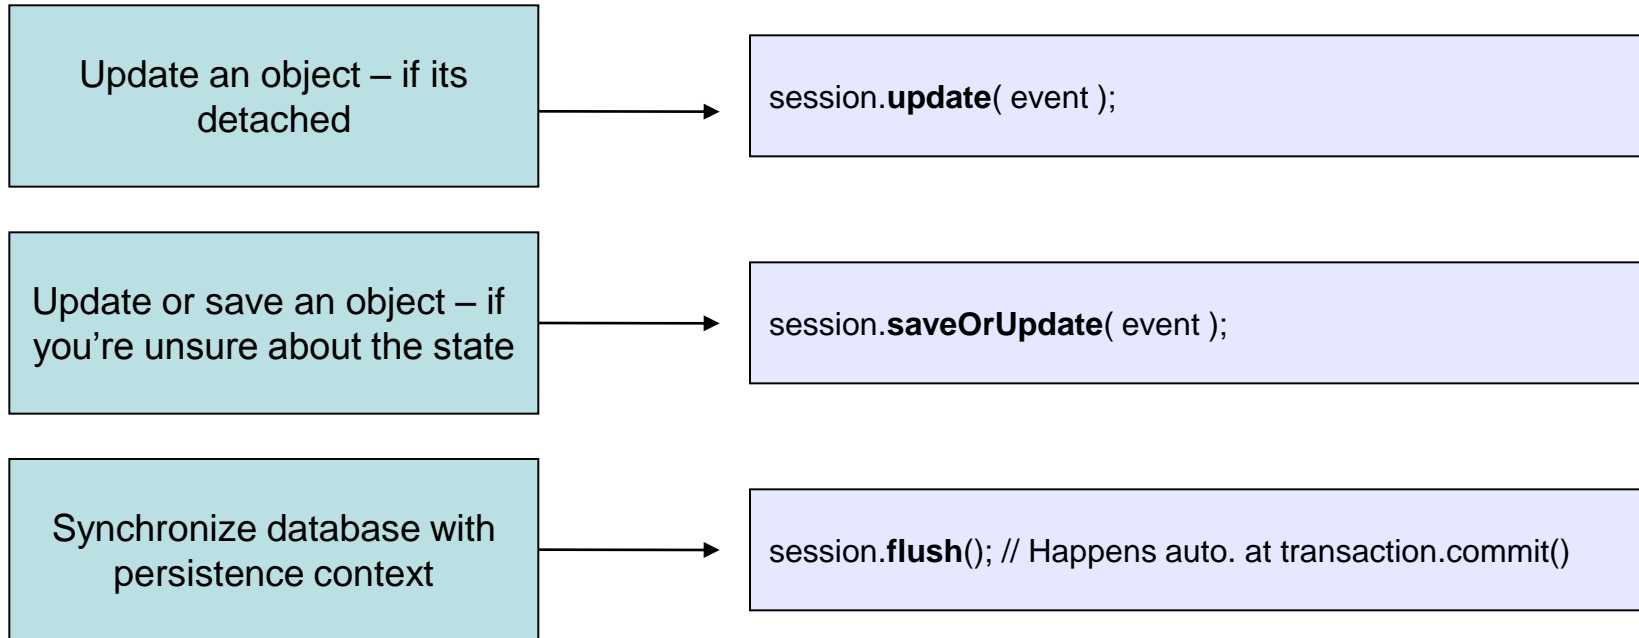 Update an object – if its
detached
session.update( event );
Update or save an object – if
you’re unsure about the state
session.saveOrUpdate( event );
Synchronize database with
persistence context
session.flush(); // Happens auto. at transaction.commit()